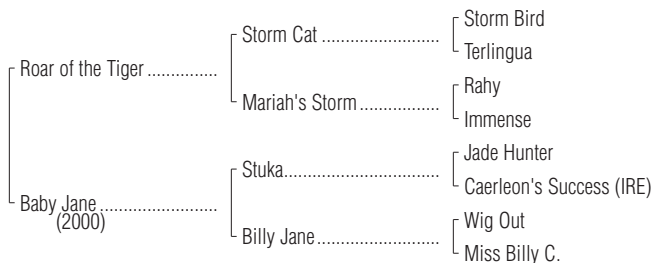 Storm Bird
Storm Cat ..........................
Terlingua
Roar of the Tiger ...............
Rahy
Mariah's Storm ..................
Immense
Jade Hunter
Stuka..................................
Caerleon's Success (IRE)
Baby Jane ..........................
(2000)
Wig Out
Billy Jane ...........................
Miss Billy C.